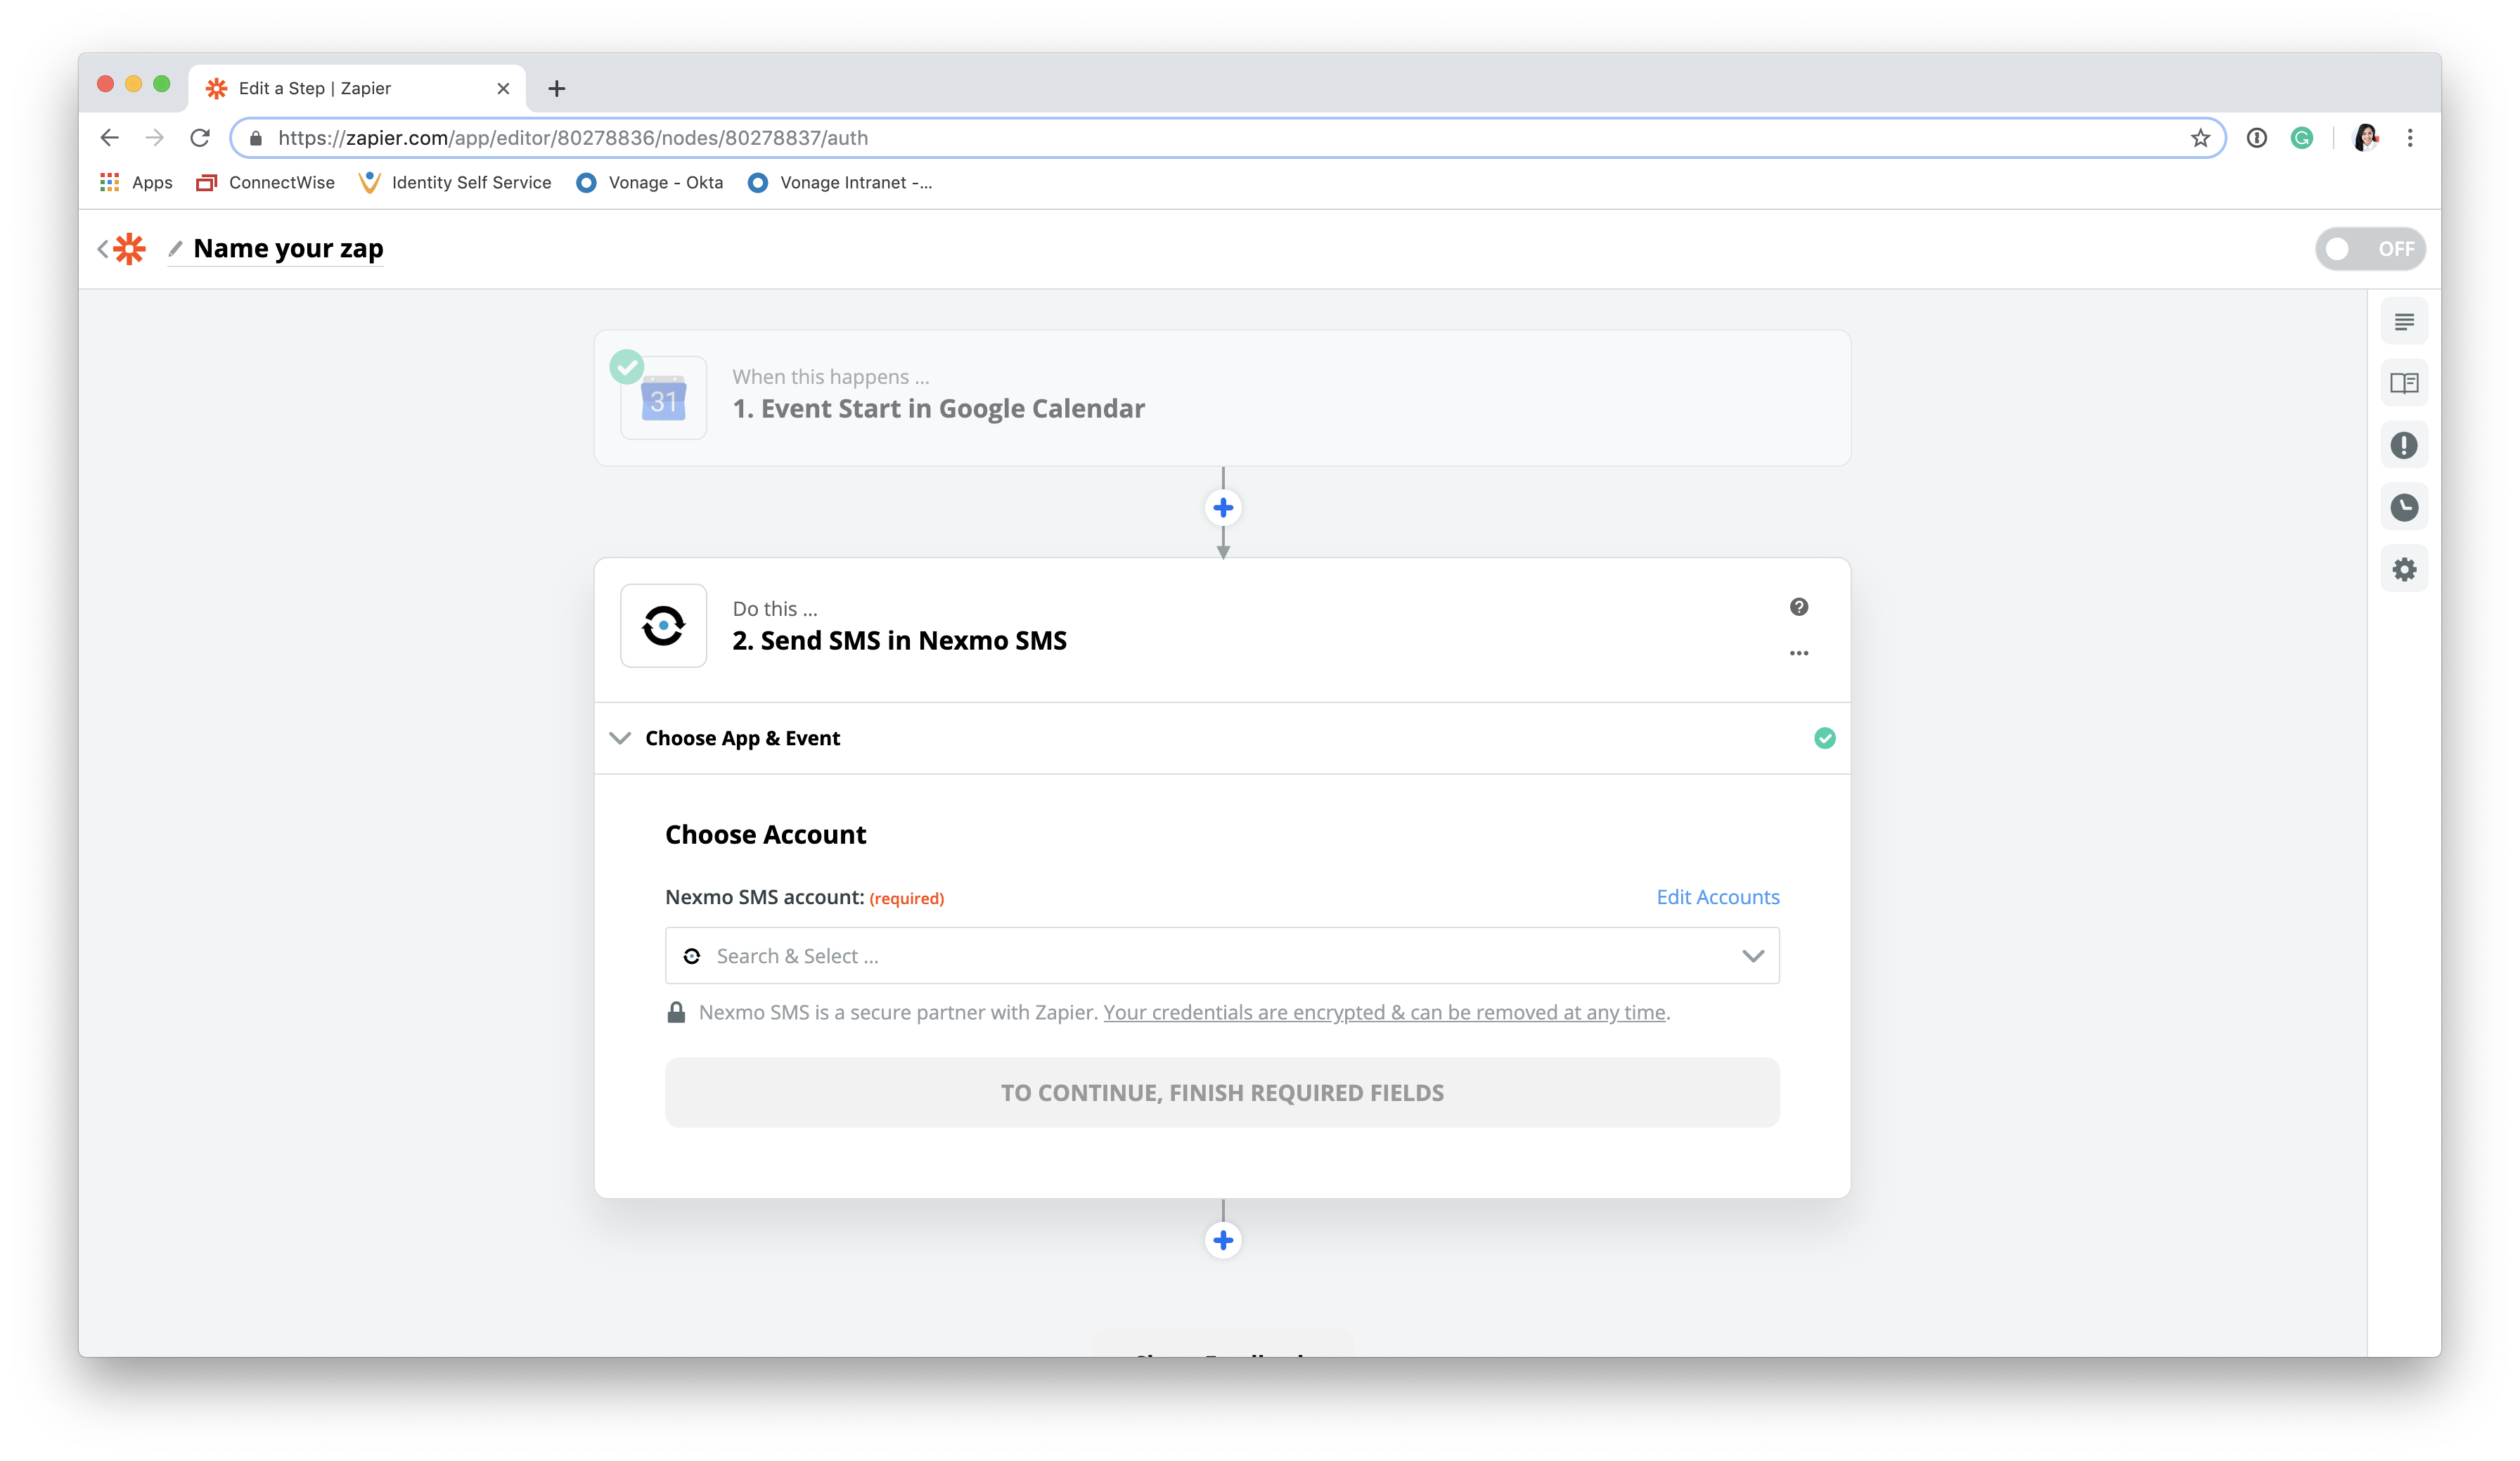 Edit a Step | Zapier
https://zapier.com/app/editor/80278836/nodes/80278837/auth
Apps ConnectWise Identity Self Service Vonage - Okta Vonage Intranet -...
Name your zap
OFF
31
When this happens ...
1. Event Start in Google Calendar
Do this ...
2. Send SMS in Nexmo SMS
Choose App & Event
Choose Account
Nexmo SMS account: (required)
Edit Accounts
Search & Select ...
Nexmo SMS is a secure partner with Zapier. Your credentials are encrypted & can be removed at any time.
TO CONTINUE, FINISH REQUIRED FIELDS